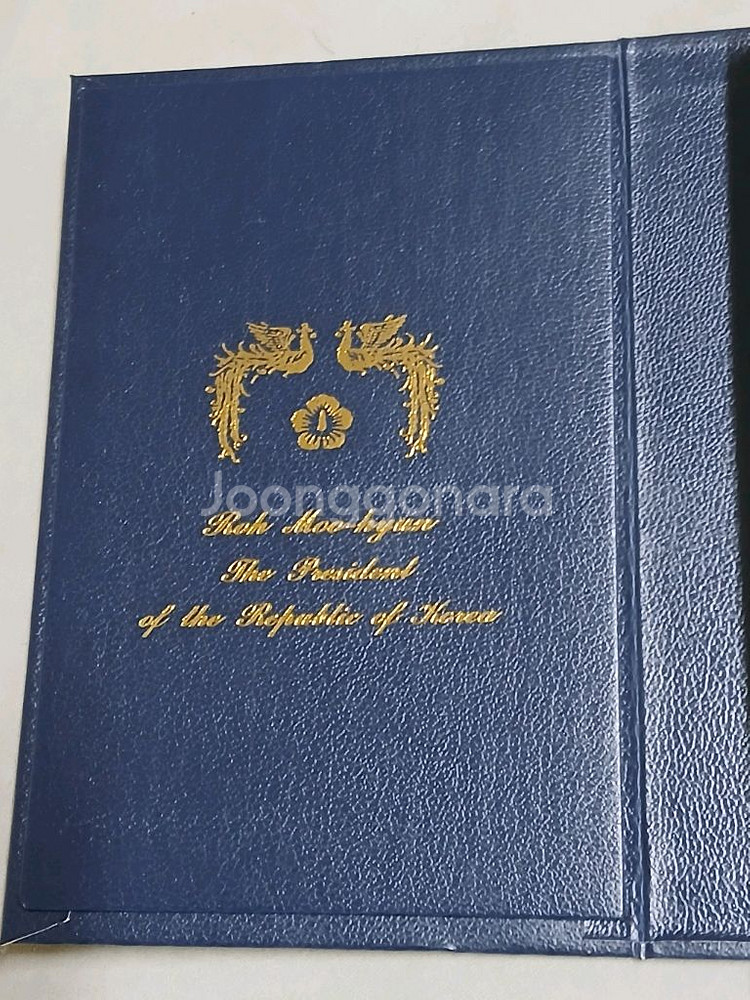 Joonggonara
Roh Moo-hyun
The President
of the Republic of Korea